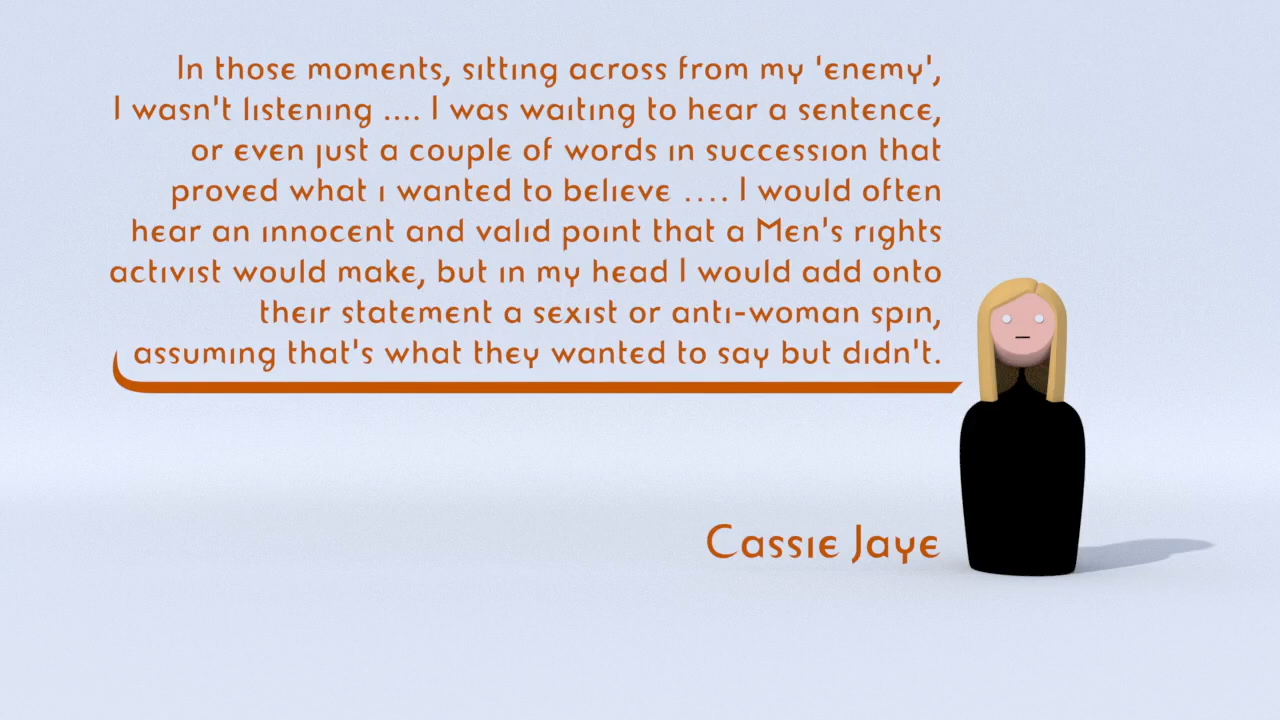 In those moments, sitting across from my 'enemy',
I wasn't listening .... I was waiting to hear a sentence,
or even just a couple of words in succession that
proved what i wanted to believe .... I would often
hear an innocent and valid point that a Men's rights
activist would make, but in my head I would add onto
their statement a sexist or anti-woman spin,
assuming that's what they wanted to say but didn't.
Cassie Jaye